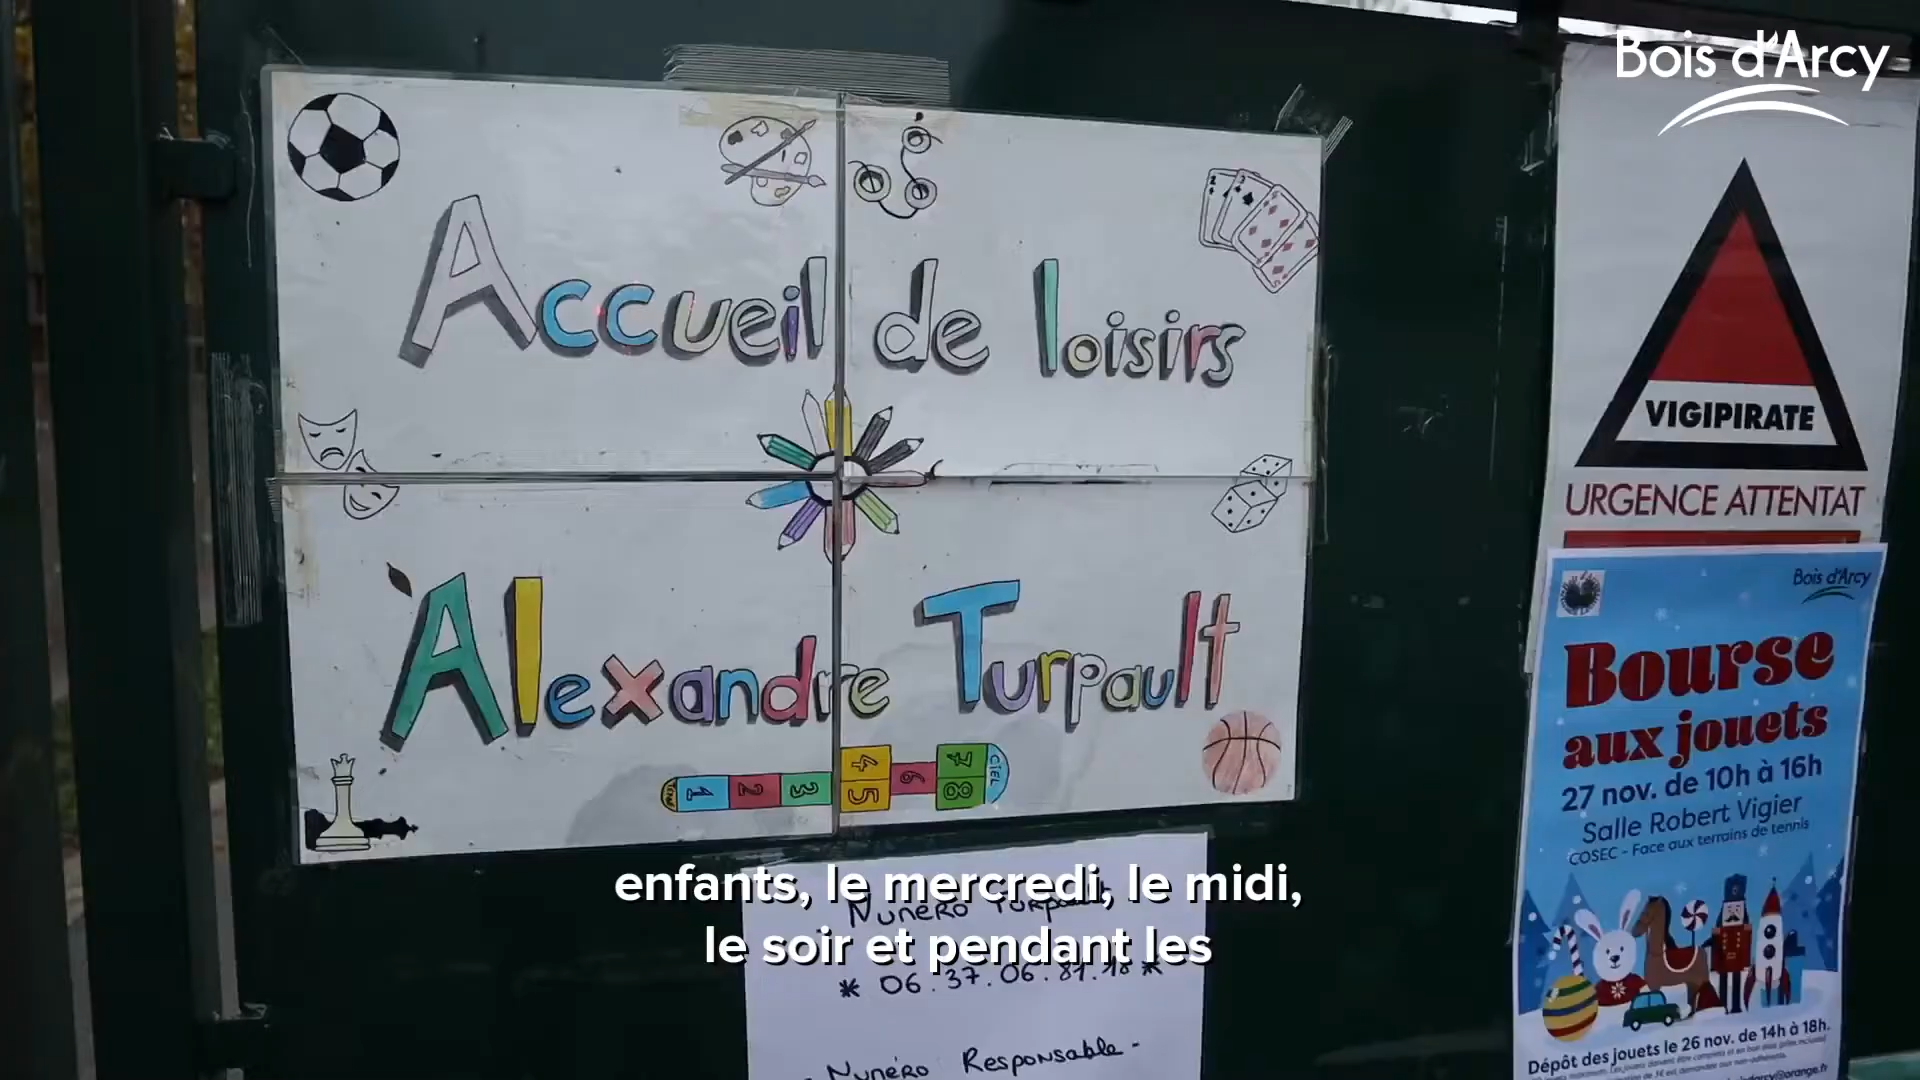 Bois d'Arcy
Accueil de loisirs
Alexandre Turpault
1 2 3 4 5 6 7 8 CIEL
VIGIPIRATE
URGENCE ATTENTAT
Bois d'Arcy
Bourse
aux jouets
27 nov. de 10h à 16h
Salle Robert Vigier
COSEC - Face aux terrains de tennis
Dépôt des jouets le 26 nov. de 14h à 18h.
enfants, le mercredi, le midi,
le soir et pendant les
Numéro Turpault
* 06.37.06.81.18 *
- Numéro Responsable -